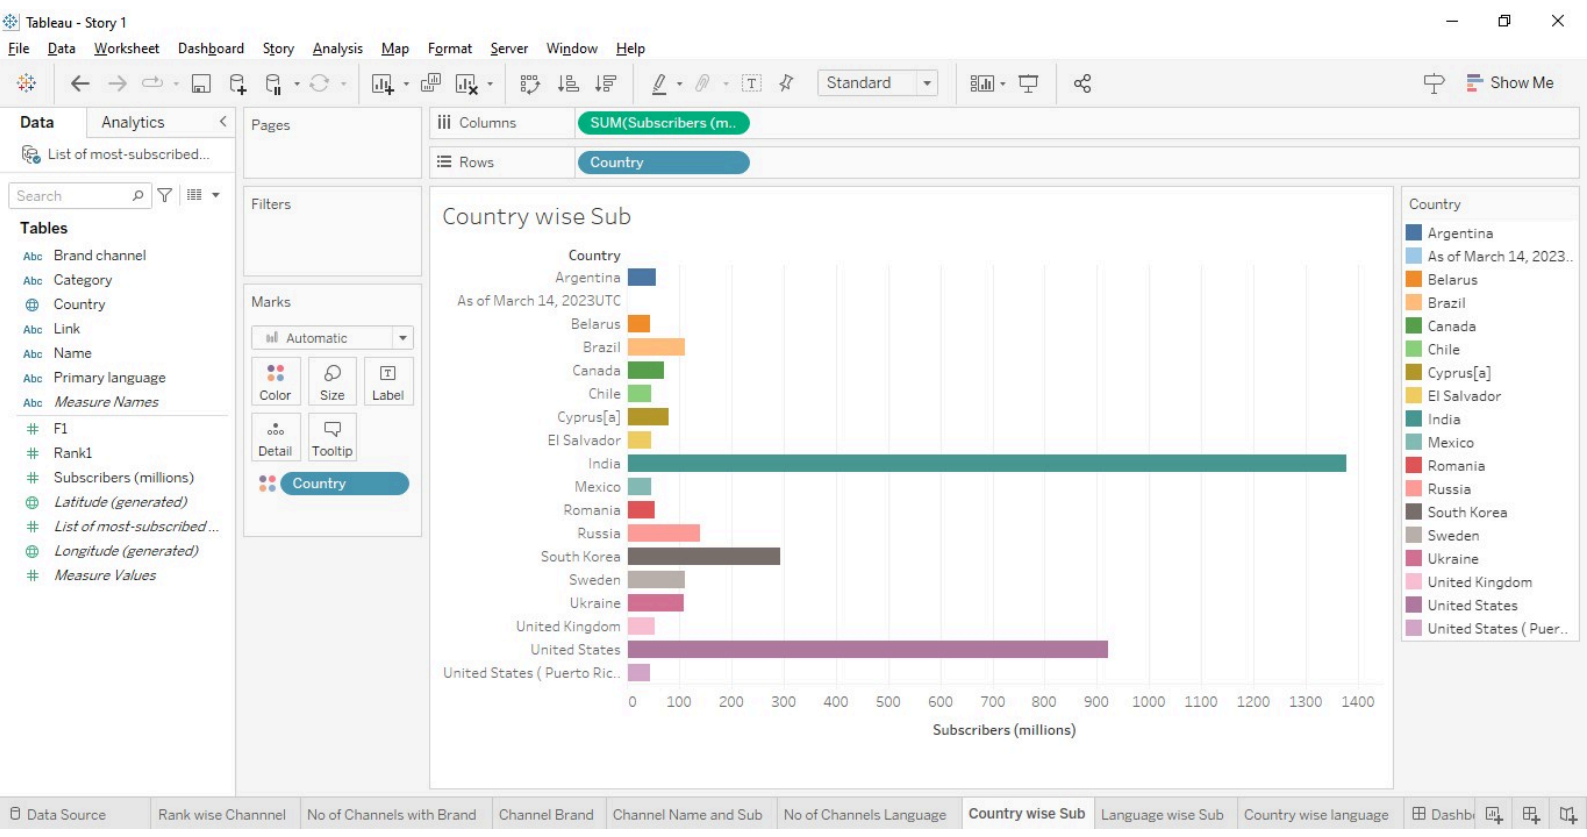 Tableau - Story 1
File Data Worksheet Dashboard Story Analysis Map Format Server Window Help
Standard
Show Me
Data Analytics
List of most-subscribed...
Search
Tables
Abc Brand channel
Abc Category
Country
Abc Link
Abc Name
Abc Primary language
Abc Measure Names
# F1
# Rank1
# Subscribers (millions)
Latitude (generated)
# List of most-subscribed ...
Longitude (generated)
# Measure Values
Pages
Filters
Marks
Automatic
Color Size Label
Detail Tooltip
Country
Columns SUM(Subscribers (m..
Rows Country
Country wise Sub
Country
Argentina
As of March 14, 2023UTC
Belarus
Brazil
Canada
Chile
Cyprus[a]
El Salvador
India
Mexico
Romania
Russia
South Korea
Sweden
Ukraine
United Kingdom
United States
United States ( Puerto Ric..
0 100 200 300 400 500 600 700 800 900 1000 1100 1200 1300 1400
Subscribers (millions)
Country
Argentina
As of March 14, 2023..
Belarus
Brazil
Canada
Chile
Cyprus[a]
El Salvador
India
Mexico
Romania
Russia
South Korea
Sweden
Ukraine
United Kingdom
United States
United States ( Puer..
Data Source Rank wise Channnel No of Channels with Brand Channel Brand Channel Name and Sub No of Channels Language Country wise Sub Language wise Sub Country wise language Dashb